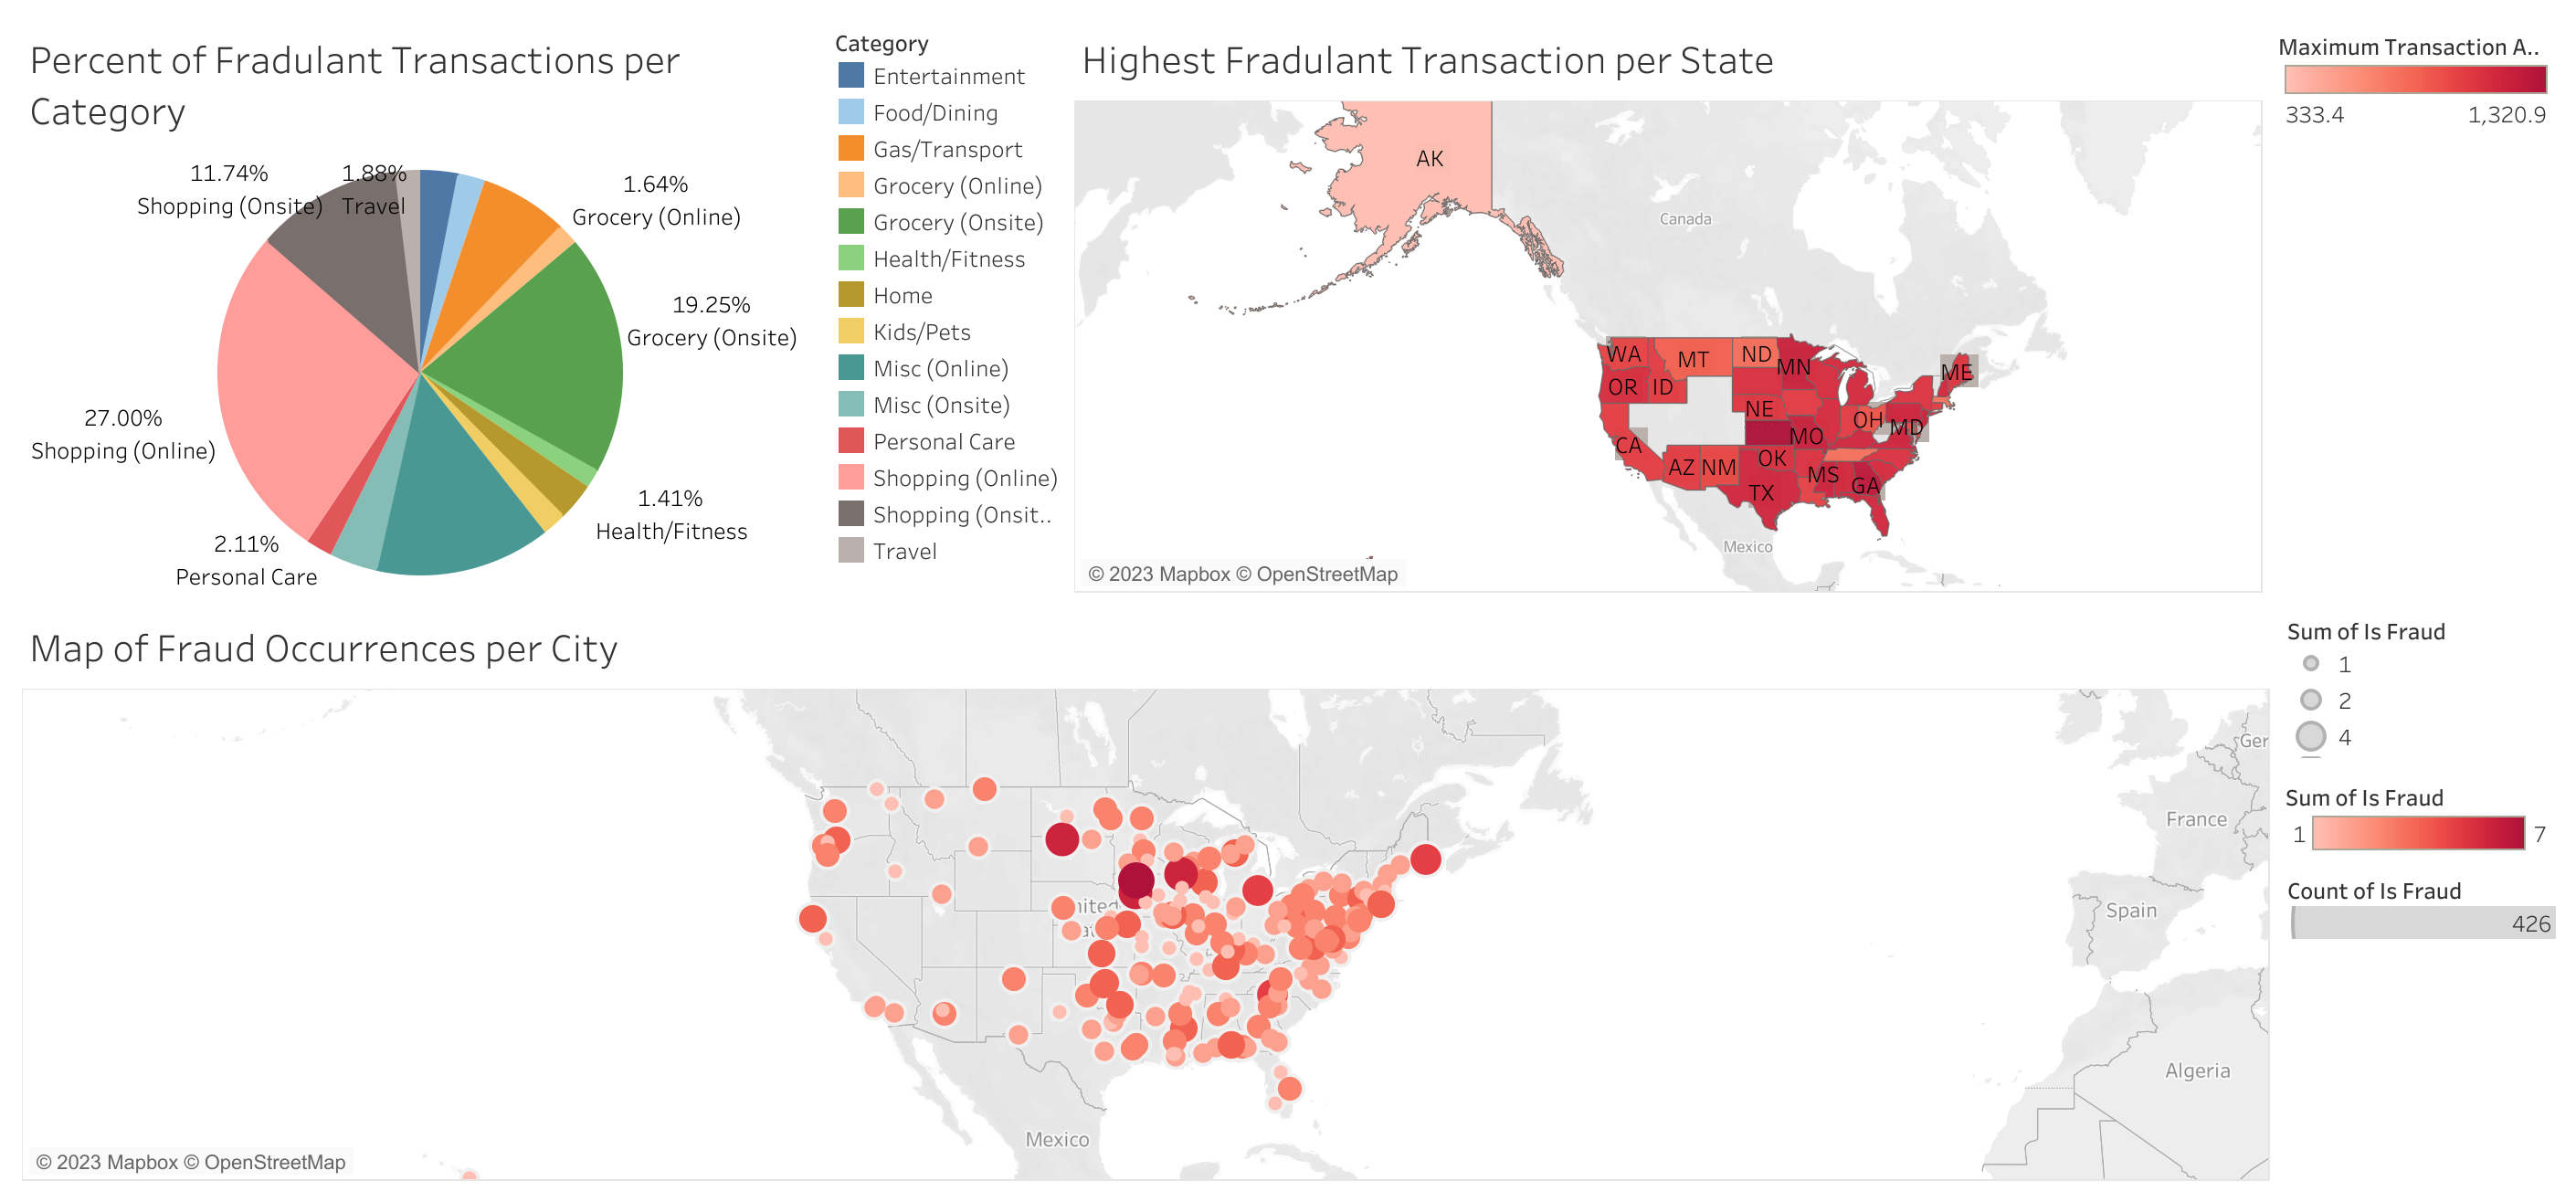 Percent of Fradulant Transactions per
Category
11.74%
Shopping (Onsite)
1.88%
Travel
1.64%
Grocery (Online)
19.25%
Grocery (Onsite)
27.00%
Shopping (Online)
1.41%
Health/Fitness
2.11%
Personal Care
Category
Entertainment
Food/Dining
Gas/Transport
Grocery (Online)
Grocery (Onsite)
Health/Fitness
Home
Kids/Pets
Misc (Online)
Misc (Onsite)
Personal Care
Shopping (Online)
Shopping (Onsit..
Travel
Highest Fradulant Transaction per State
AK
Canada
WA
MT
ND
MN
ME
OR
ID
NE
OH
MD
CA
MO
AZ
NM
OK
MS
GA
TX
Mexico
© 2023 Mapbox © OpenStreetMap
Maximum Transaction A..
333.4
1,320.9
Map of Fraud Occurrences per City
Ger
France
Spain
Algeria
Mexico
© 2023 Mapbox © OpenStreetMap
Sum of Is Fraud
1
2
4
Sum of Is Fraud
1
7
Count of Is Fraud
426